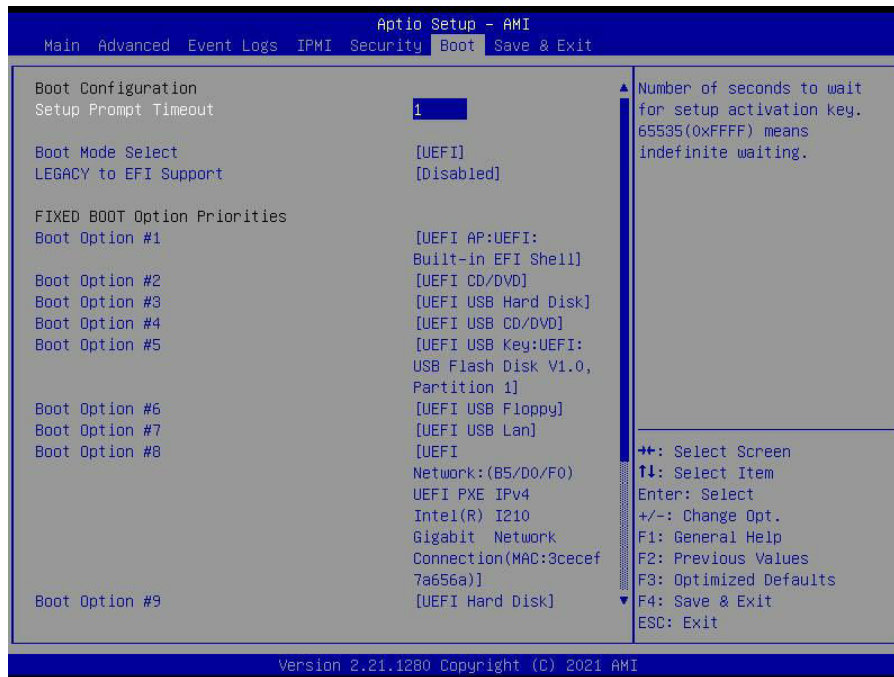 Aptio Setup – AMI
Main Advanced Event Logs IPMI Security Boot Save & Exit
Boot Configuration
Setup Prompt Timeout 1
Boot Mode Select [UEFI]
LEGACY to EFI Support [Disabled]
FIXED BOOT Option Priorities
Boot Option #1 [UEFI AP:UEFI:
Built-in EFI Shell]
Boot Option #2 [UEFI CD/DVD]
Boot Option #3 [UEFI USB Hard Disk]
Boot Option #4 [UEFI USB CD/DVD]
Boot Option #5 [UEFI USB Key:UEFI:
USB Flash Disk V1.0,
Partition 1]
Boot Option #6 [UEFI USB Floppy]
Boot Option #7 [UEFI USB Lan]
Boot Option #8 [UEFI
Network:(B5/D0/F0)
UEFI PXE IPv4
Intel(R) I210
Gigabit Network
Connection(MAC:3cecef
7a656a)]
Boot Option #9 [UEFI Hard Disk]
Number of seconds to wait
for setup activation key.
65535(0xFFFF) means
indefinite waiting.
→←: Select Screen
↑↓: Select Item
Enter: Select
+/-: Change Opt.
F1: General Help
F2: Previous Values
F3: Optimized Defaults
F4: Save & Exit
ESC: Exit
Version 2.21.1280 Copyright (C) 2021 AMI